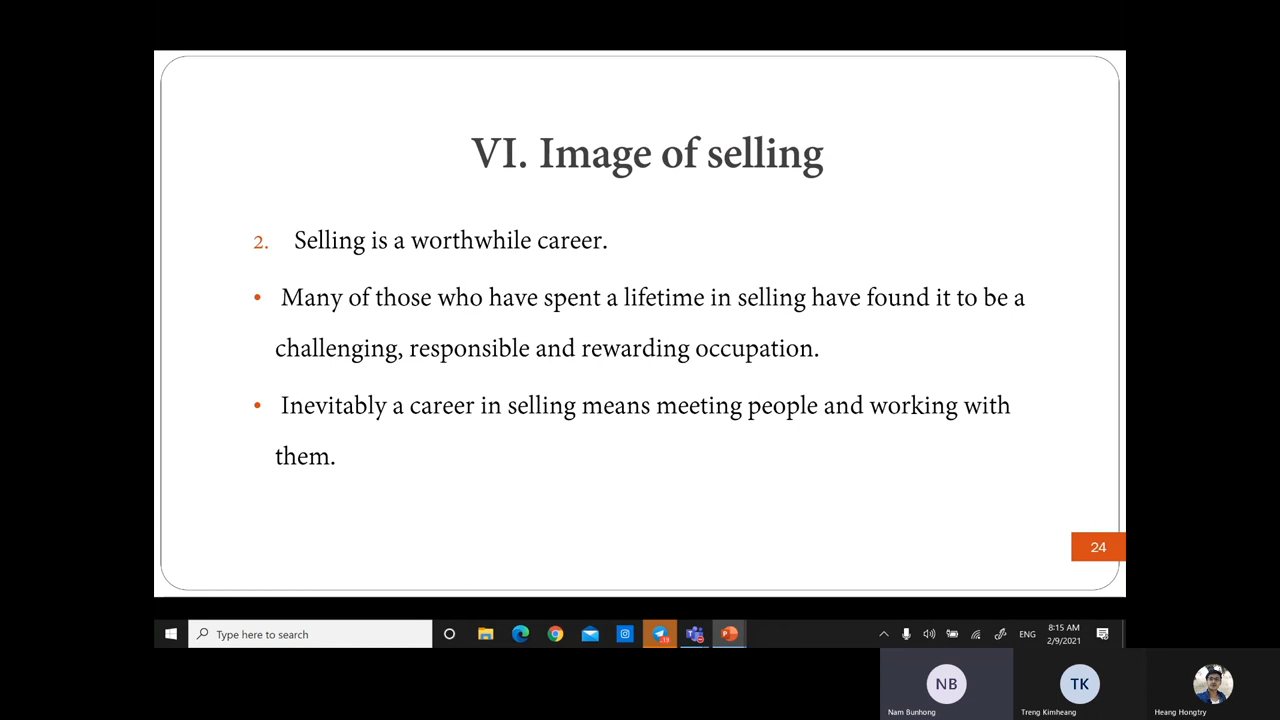 VI. Image of selling
2. Selling is a worthwhile career.
• Many of those who have spent a lifetime in selling have found it to be a
challenging, responsible and rewarding occupation.
• Inevitably a career in selling means meeting people and working with
them.
24
Type here to search
ENG
8:15 AM
2/9/2021
NB
TK
Nam Bunhong
Treng Kimheang
Heang Hongtry